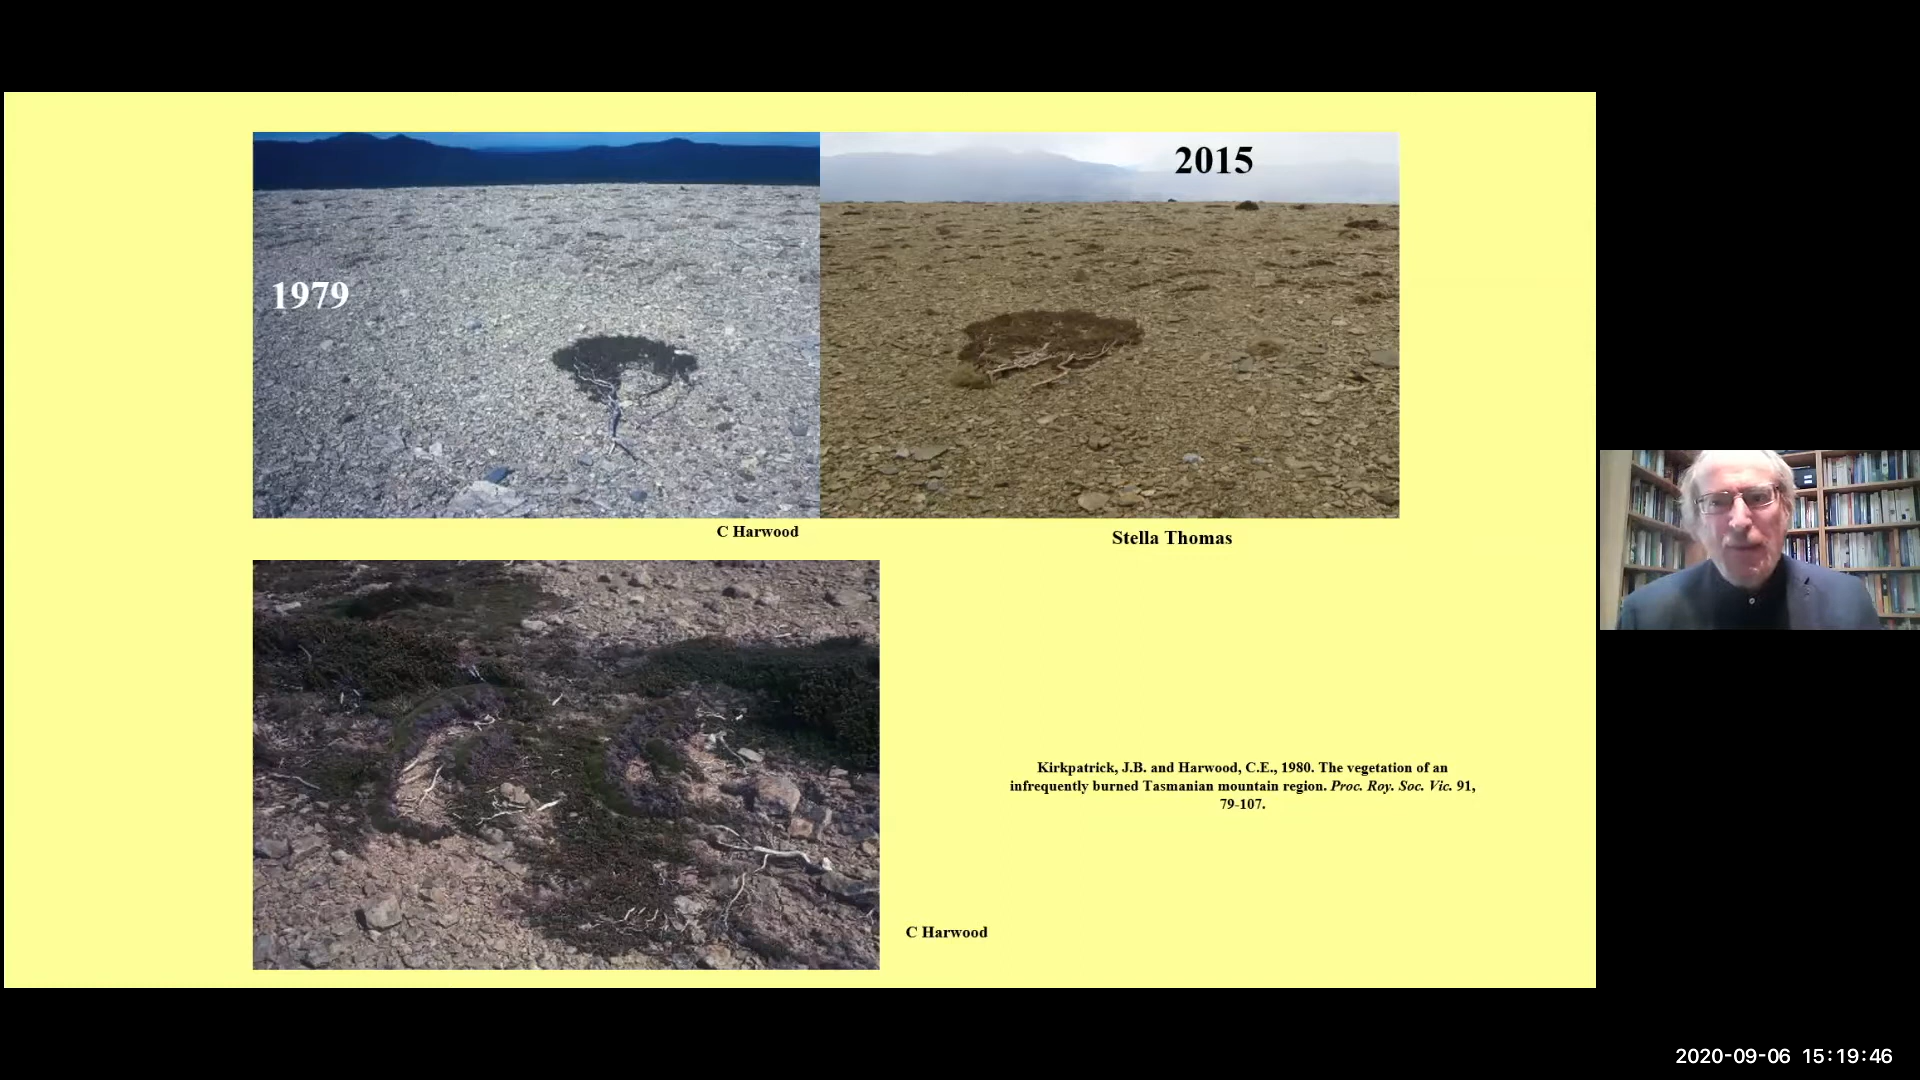 2015
1979
C Harwood
Stella Thomas
Kirkpatrick, J.B. and Harwood, C.E., 1980. The vegetation of an
infrequently burned Tasmanian mountain region. Proc. Roy. Soc. Vic. 91,
79-107.
C Harwood
2020-09-06 15:19:46